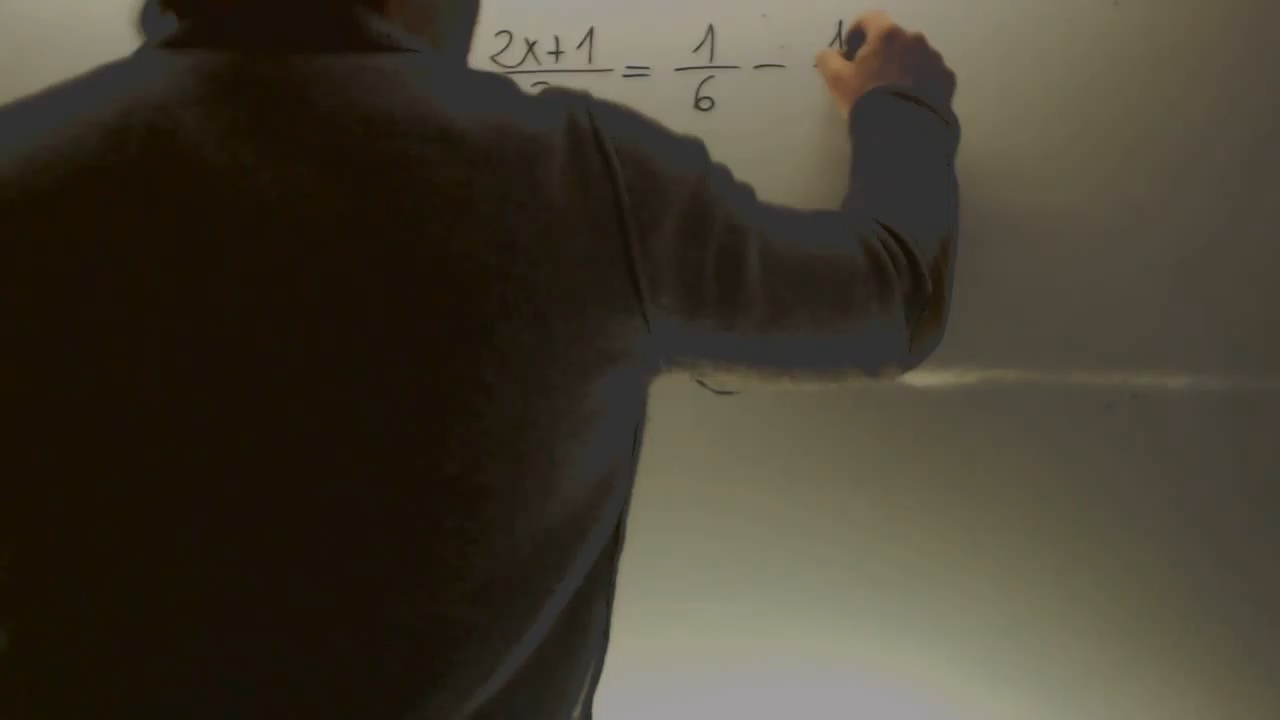 2x+1 = 1/6 - 1